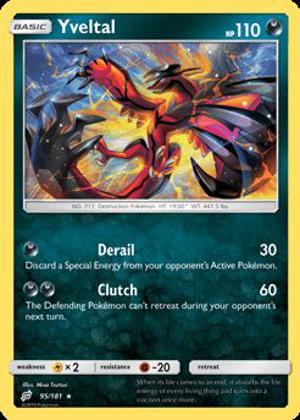 BASIC Yveltal HP 110
NO. 717 Destruction Pokémon HT: 19'00" WT: 447.5 lbs.
Derail 30
Discard a Special Energy from your opponent's Active Pokémon.
Clutch 60
The Defending Pokémon can't retreat during your opponent's
next turn.
weakness × 2 resistance -20 retreat
Illus. Misa Tsutsui
95/181 ★
When its life comes to an end, it absorbs the
life energy of every living thing and turns into a
cocoon once more.